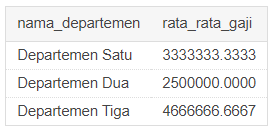 nama_departemen rata_rata_gaji
Departemen Satu 3333333.3333
Departemen Dua 2500000.0000
Departemen Tiga 4666666.6667